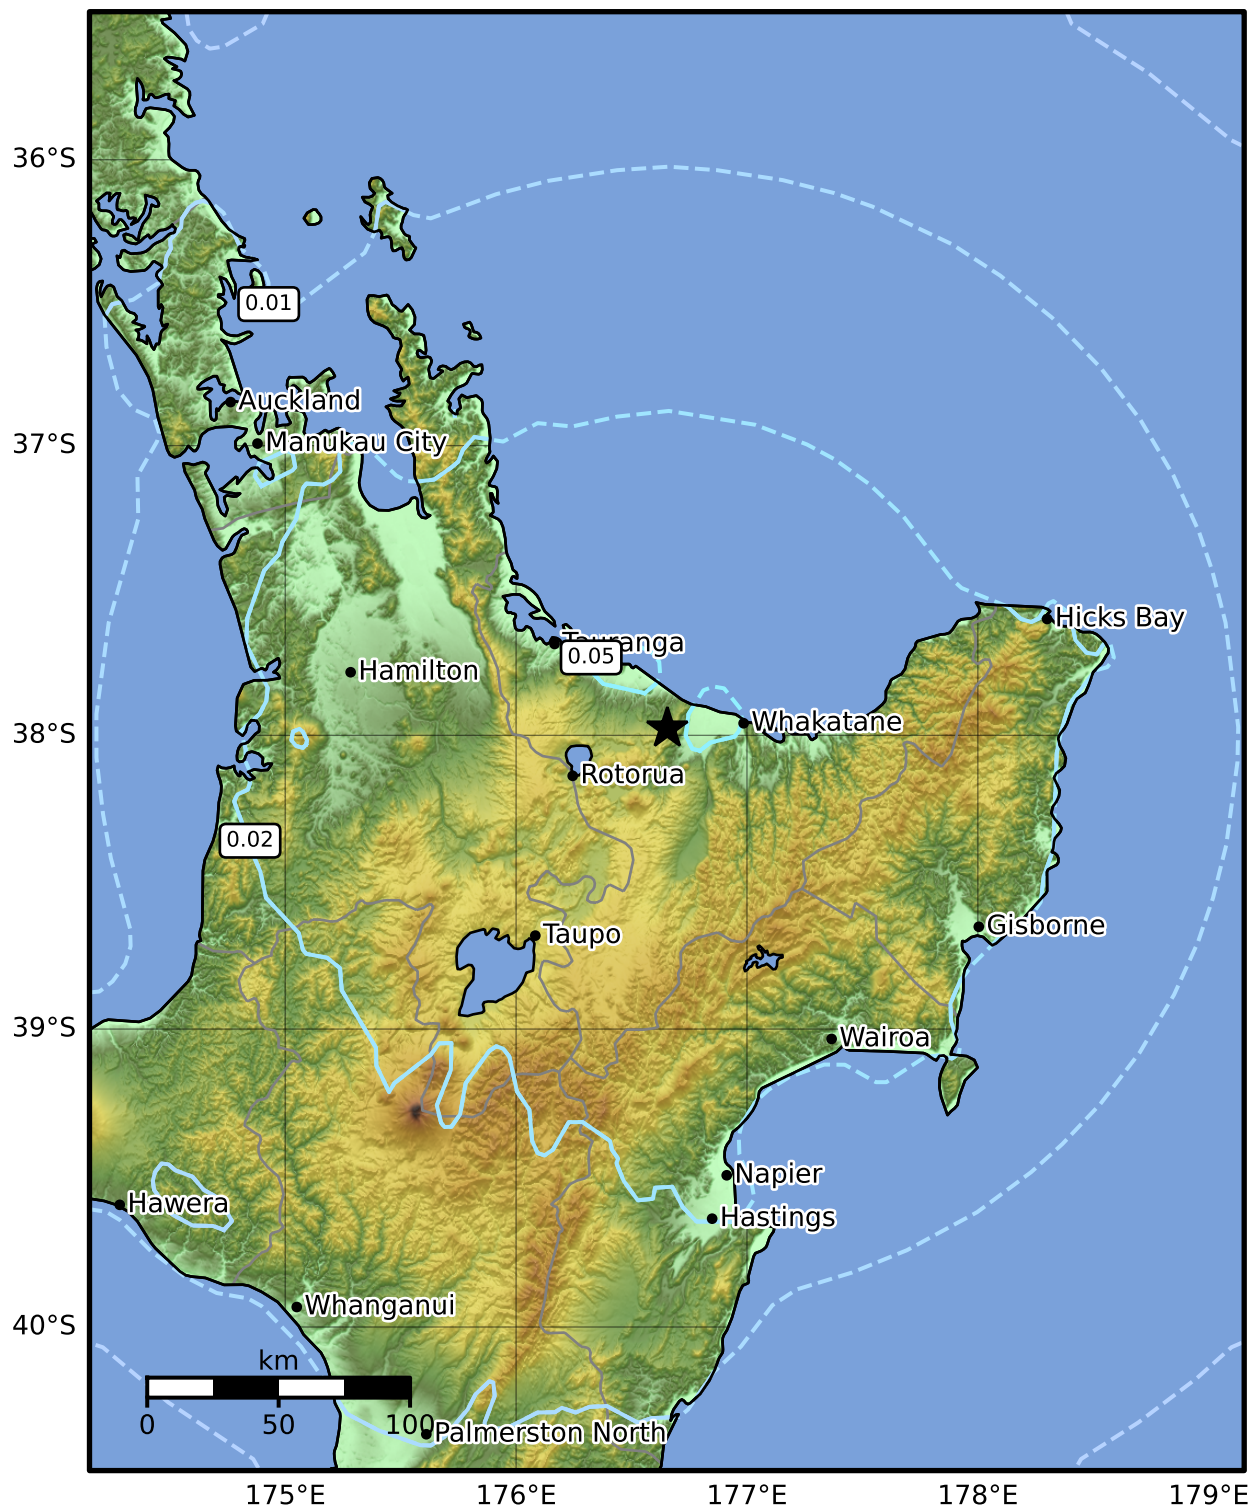 36°S
0.01
Auckland
Manukau City
37°S
Hicks Bay
Tauranga
0.05
Hamilton
Whakatane
38°S
Rotorua
0.02
Gisborne
Taupo
39°S
Wairoa
Napier
Hawera
Hastings
Whanganui
40°S
km
0 50 100
Palmerston North
175°E 176°E 177°E 178°E 179°E